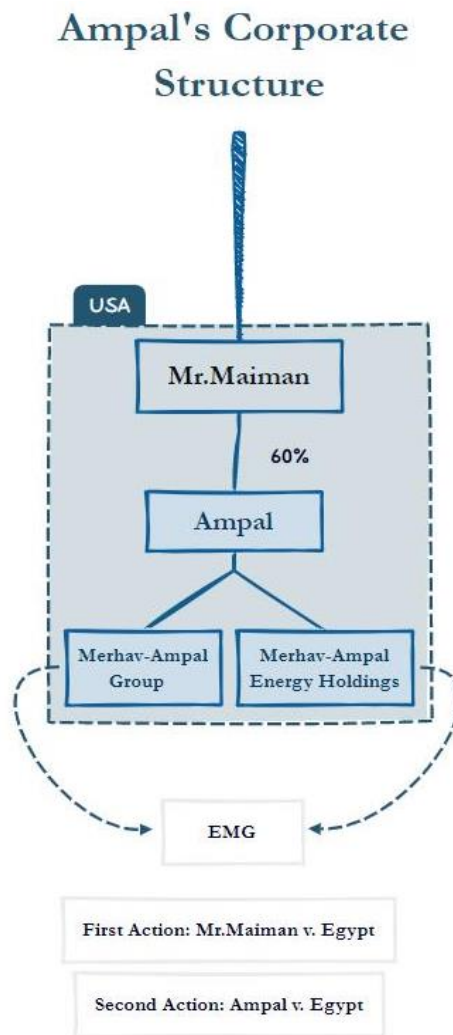 Ampal's Corporate
Structure
USA
Mr.Maiman
60%
Ampal
Merhav-Ampal
Group
Merhav-Ampal
Energy Holdings
EMG
First Action: Mr.Maiman v. Egypt
Second Action: Ampal v. Egypt